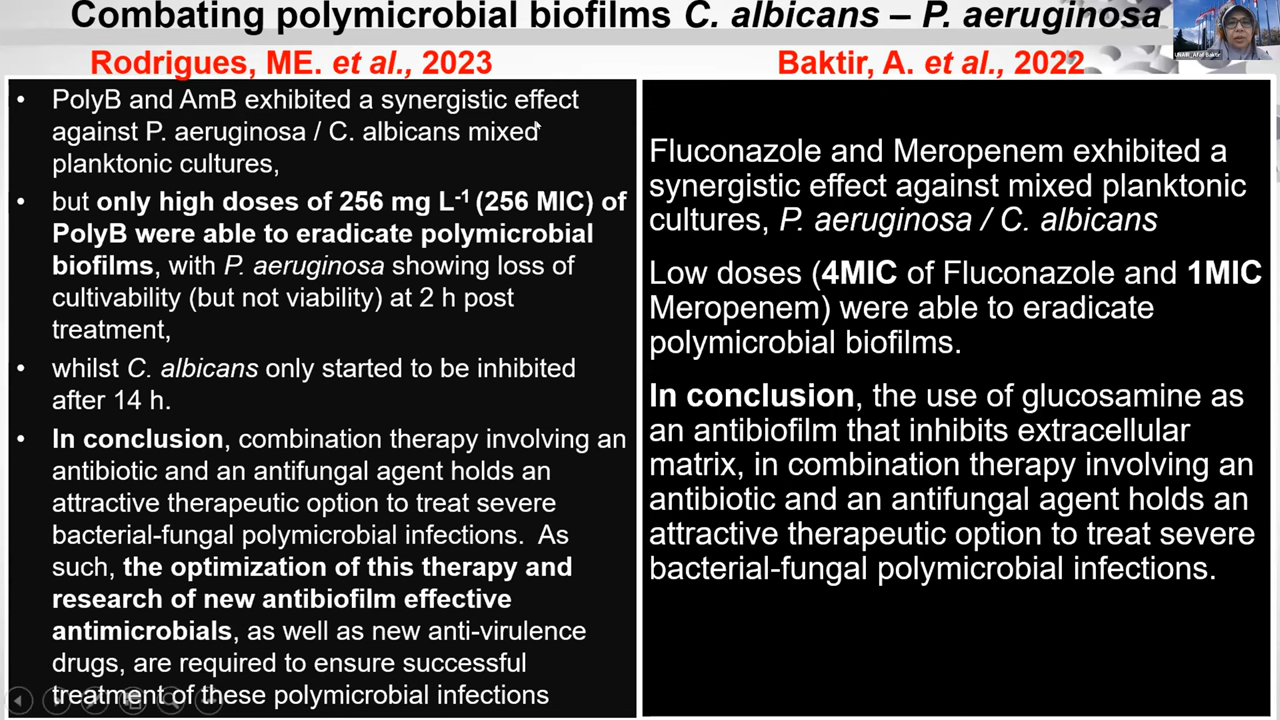 Combating polymicrobial biofilms C. albicans – P. aeruginosa
UNAIR_Afaf Baktir
Rodrigues, ME. et al., 2023
• PolyB and AmB exhibited a synergistic effect
against P. aeruginosa / C. albicans mixed
planktonic cultures,
• but only high doses of 256 mg L-1 (256 MIC) of
PolyB were able to eradicate polymicrobial
biofilms, with P. aeruginosa showing loss of
cultivability (but not viability) at 2 h post
treatment,
• whilst C. albicans only started to be inhibited
after 14 h.
• In conclusion, combination therapy involving an
antibiotic and an antifungal agent holds an
attractive therapeutic option to treat severe
bacterial-fungal polymicrobial infections. As
such, the optimization of this therapy and
research of new antibiofilm effective
antimicrobials, as well as new anti-virulence
drugs, are required to ensure successful
treatment of these polymicrobial infections
Baktir, A. et al., 2022
Fluconazole and Meropenem exhibited a
synergistic effect against mixed planktonic
cultures, P. aeruginosa / C. albicans
Low doses (4MIC of Fluconazole and 1MIC
Meropenem) were able to eradicate
polymicrobial biofilms.
In conclusion, the use of glucosamine as
an antibiofilm that inhibits extracellular
matrix, in combination therapy involving an
antibiotic and an antifungal agent holds an
attractive therapeutic option to treat severe
bacterial-fungal polymicrobial infections.